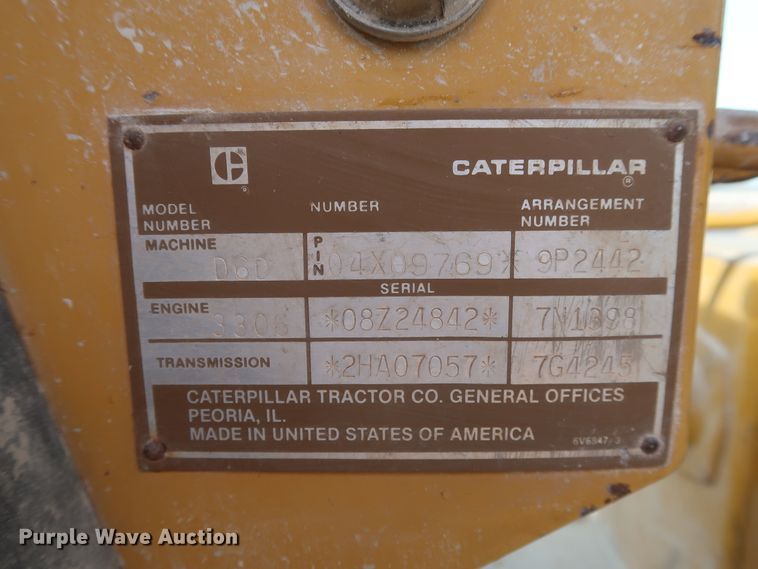 C
CATERPILLAR
®
®
MODEL NUMBER
NUMBER
ARRANGEMENT NUMBER
MACHINE
D6D
PIN
04X09769*
9P2442
SERIAL
ENGINE
3306
*08Z24842*
7N1398
TRANSMISSION
*2HA07057*
7G4245
CATERPILLAR TRACTOR CO. GENERAL OFFICES
PEORIA, IL.
MADE IN UNITED STATES OF AMERICA
Purple Wave Auction®